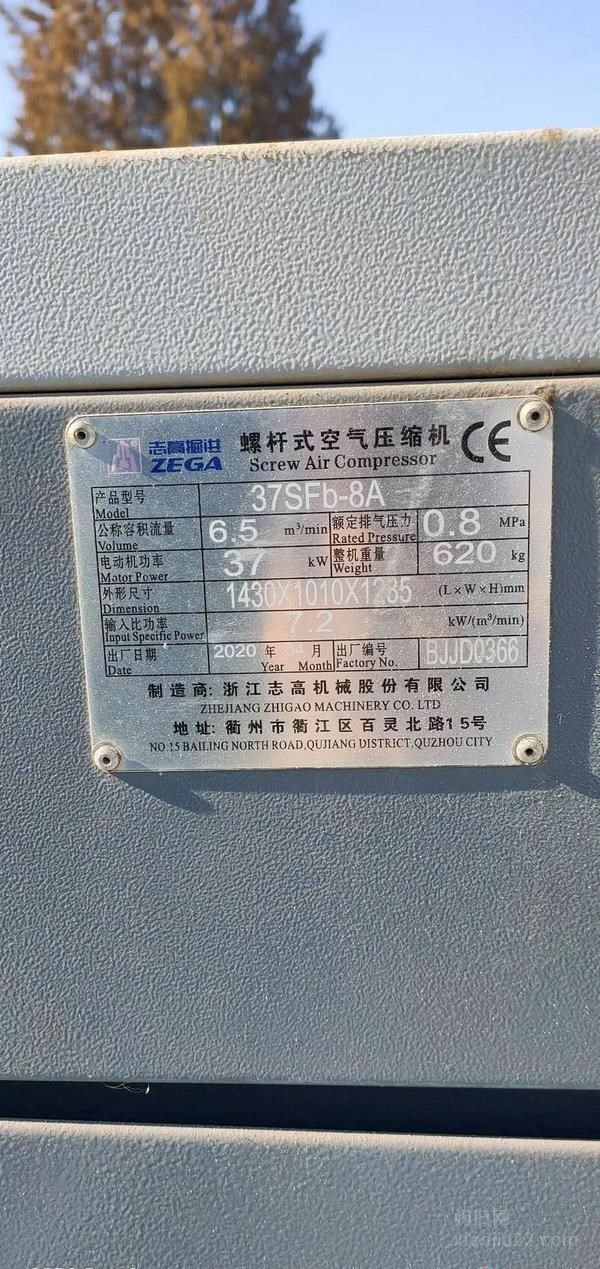 志高掘进 螺杆式空气压缩机 CE
ZEGA Screw Air Compressor
产品型号 37SFb-8A
Model
公称容积流量 6.5 m³/min 额定排气压力 0.8 MPa
Volume Rated Pressure
电动机功率 37 kW 整机重量 620 kg
Motor Power Weight
外形尺寸 1430X1010X1285 (L×W×H)mm
Dimension
输入比功率 7.2 kW/(m³/min)
Input Specific Power
出厂日期 2020 年 04 月 出厂编号 BJJD0366
Date Year Month Factory No.
制造商: 浙江志高机械股份有限公司
ZHEJIANG ZHIGAO MACHINERY CO. LTD
地址: 衢州市衢江区百灵北路15号
NO.15 BAILING NORTH ROAD,QUJIANG DISTRICT,QUZHOU CITY